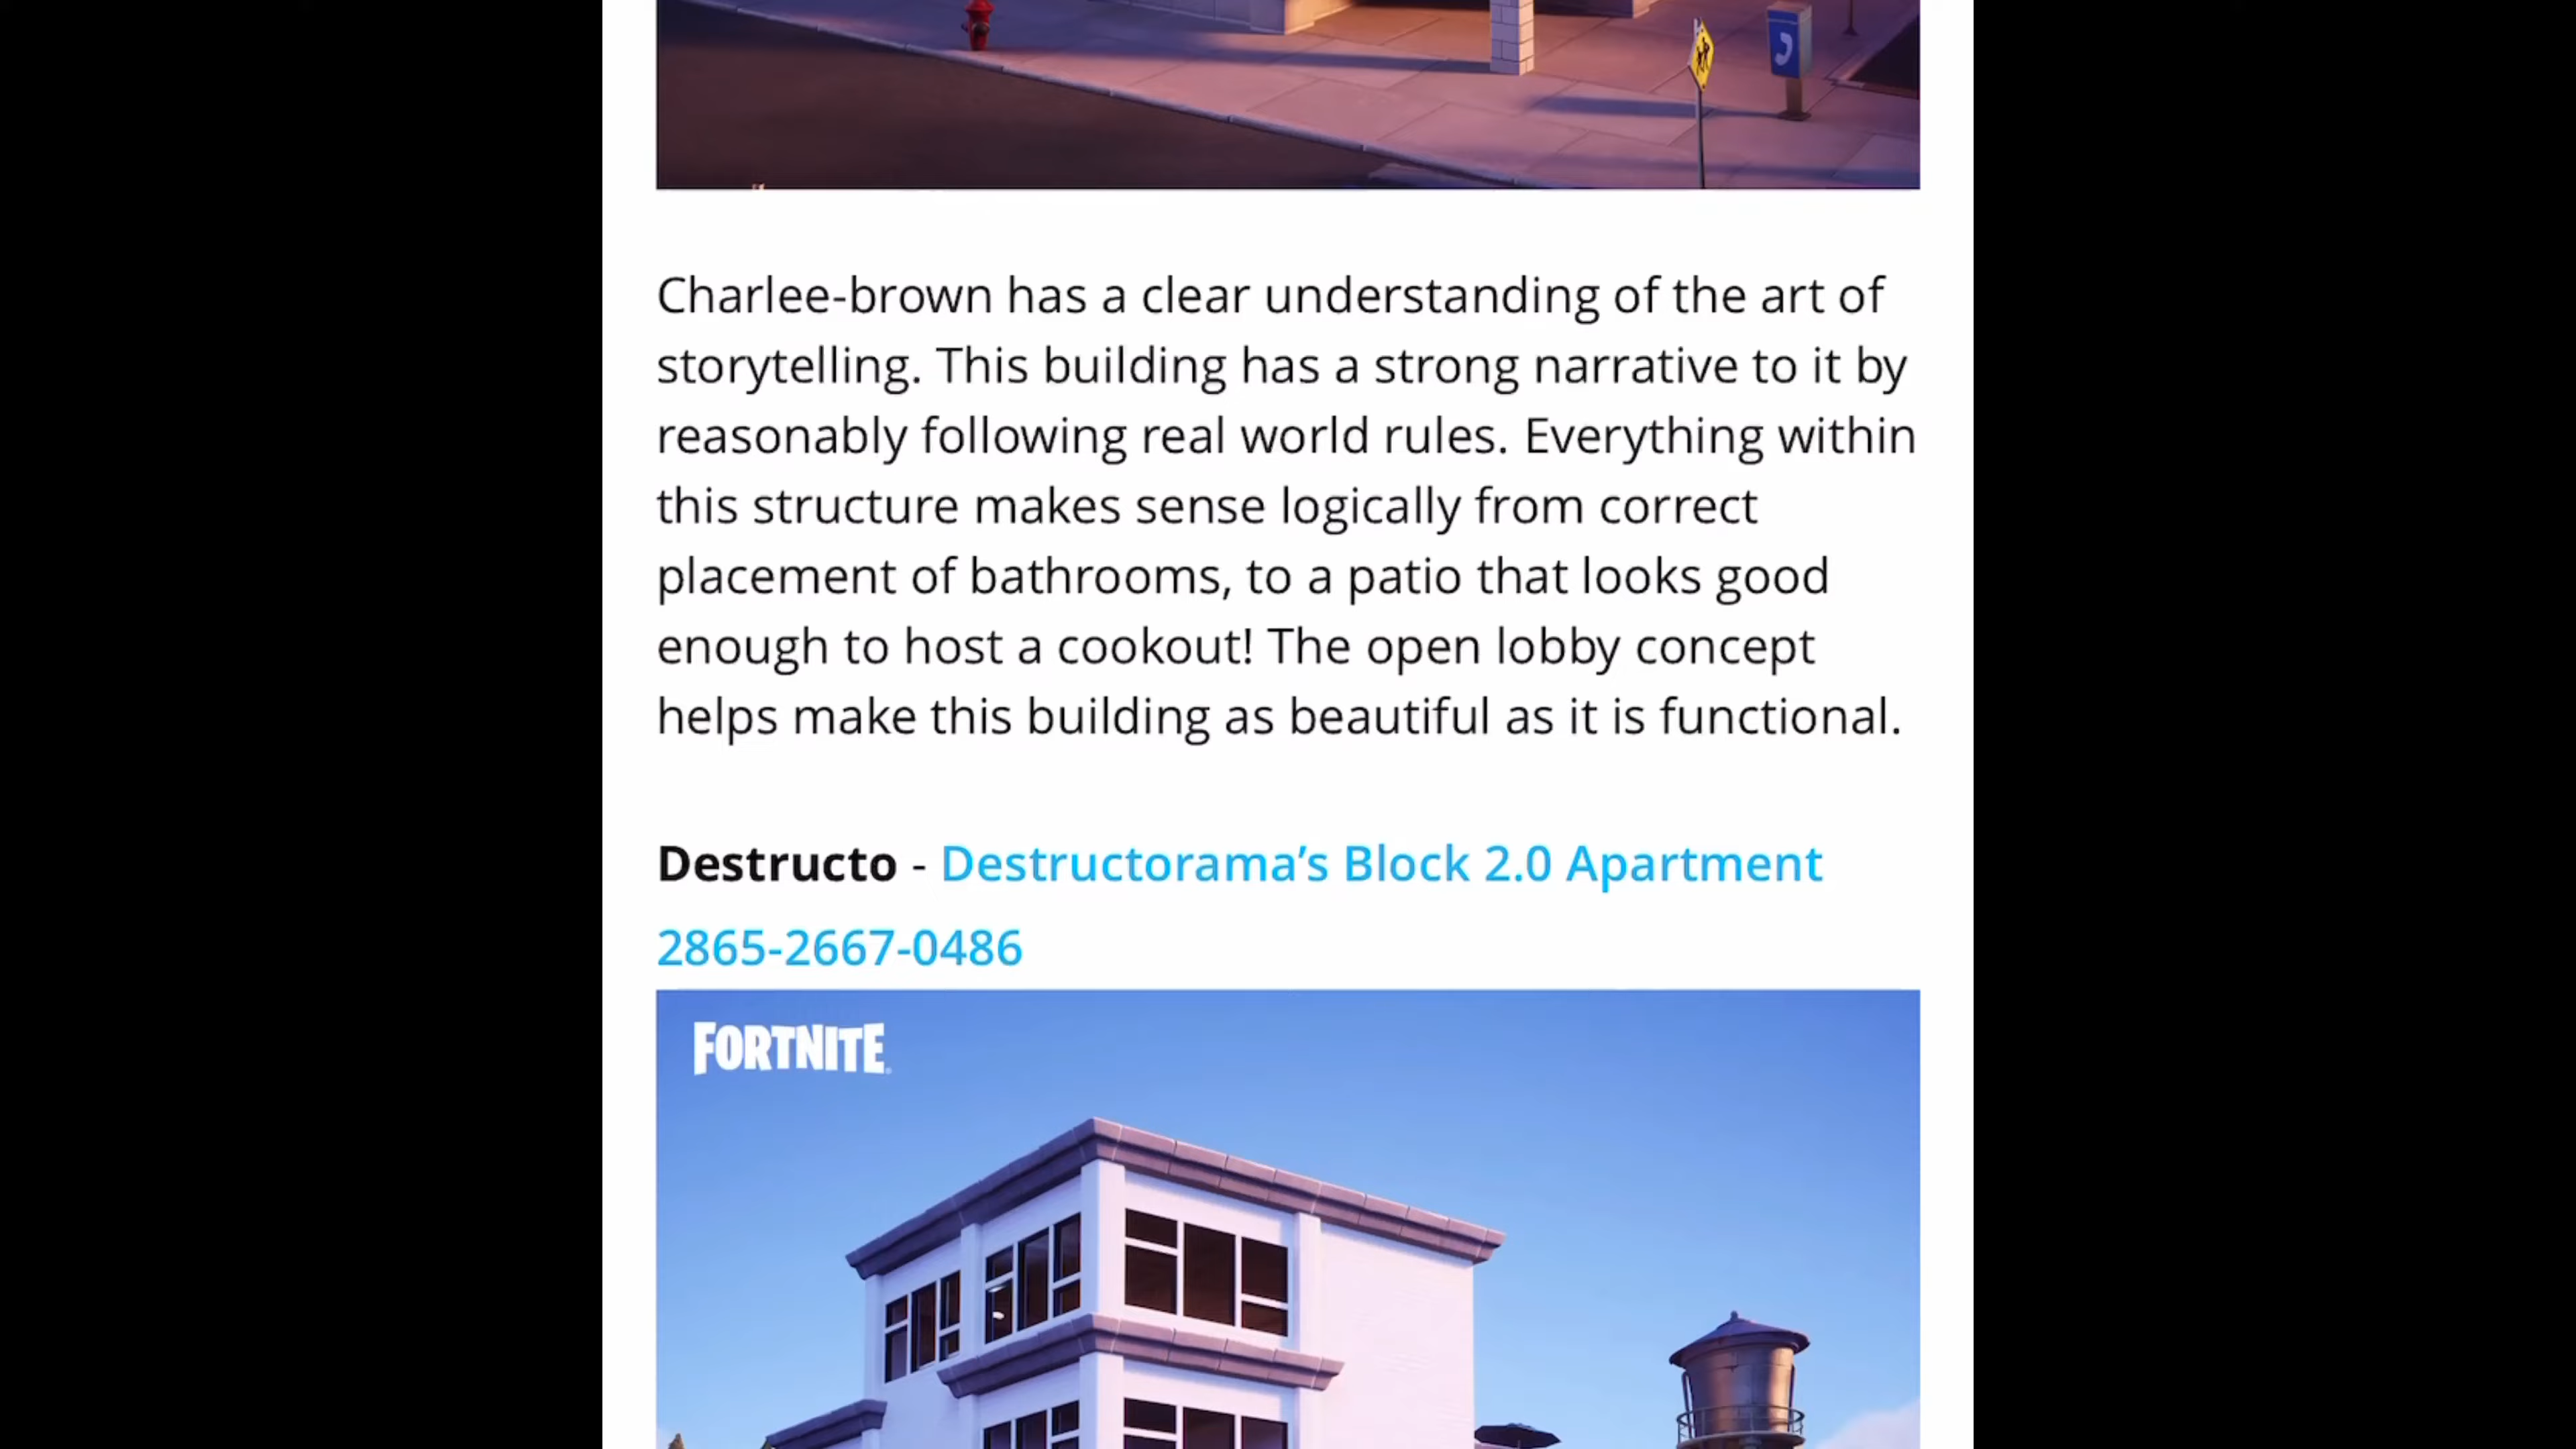 Charlee-brown has a clear understanding of the art of
storytelling. This building has a strong narrative to it by
reasonably following real world rules. Everything within
this structure makes sense logically from correct
placement of bathrooms, to a patio that looks good
enough to host a cookout! The open lobby concept
helps make this building as beautiful as it is functional.
Destructo - Destructorama’s Block 2.0 Apartment
2865-2667-0486
FORTNITE